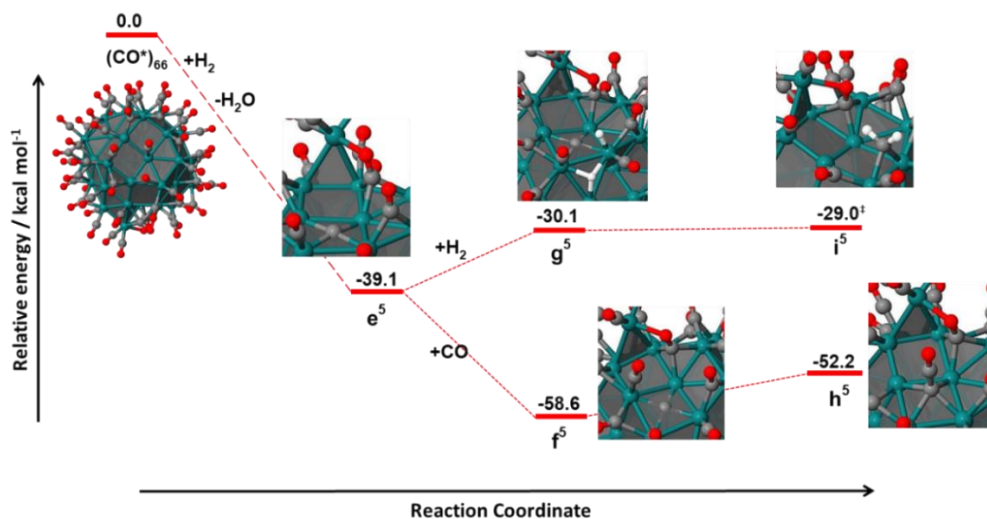 0.0
(CO*)₆₆
+H₂
-H₂O
-39.1
e⁵
+H₂
-30.1
g⁵
-29.0‡
i⁵
+CO
-58.6
f⁵
-52.2
h⁵
Relative energy / kcal mol⁻¹
Reaction Coordinate